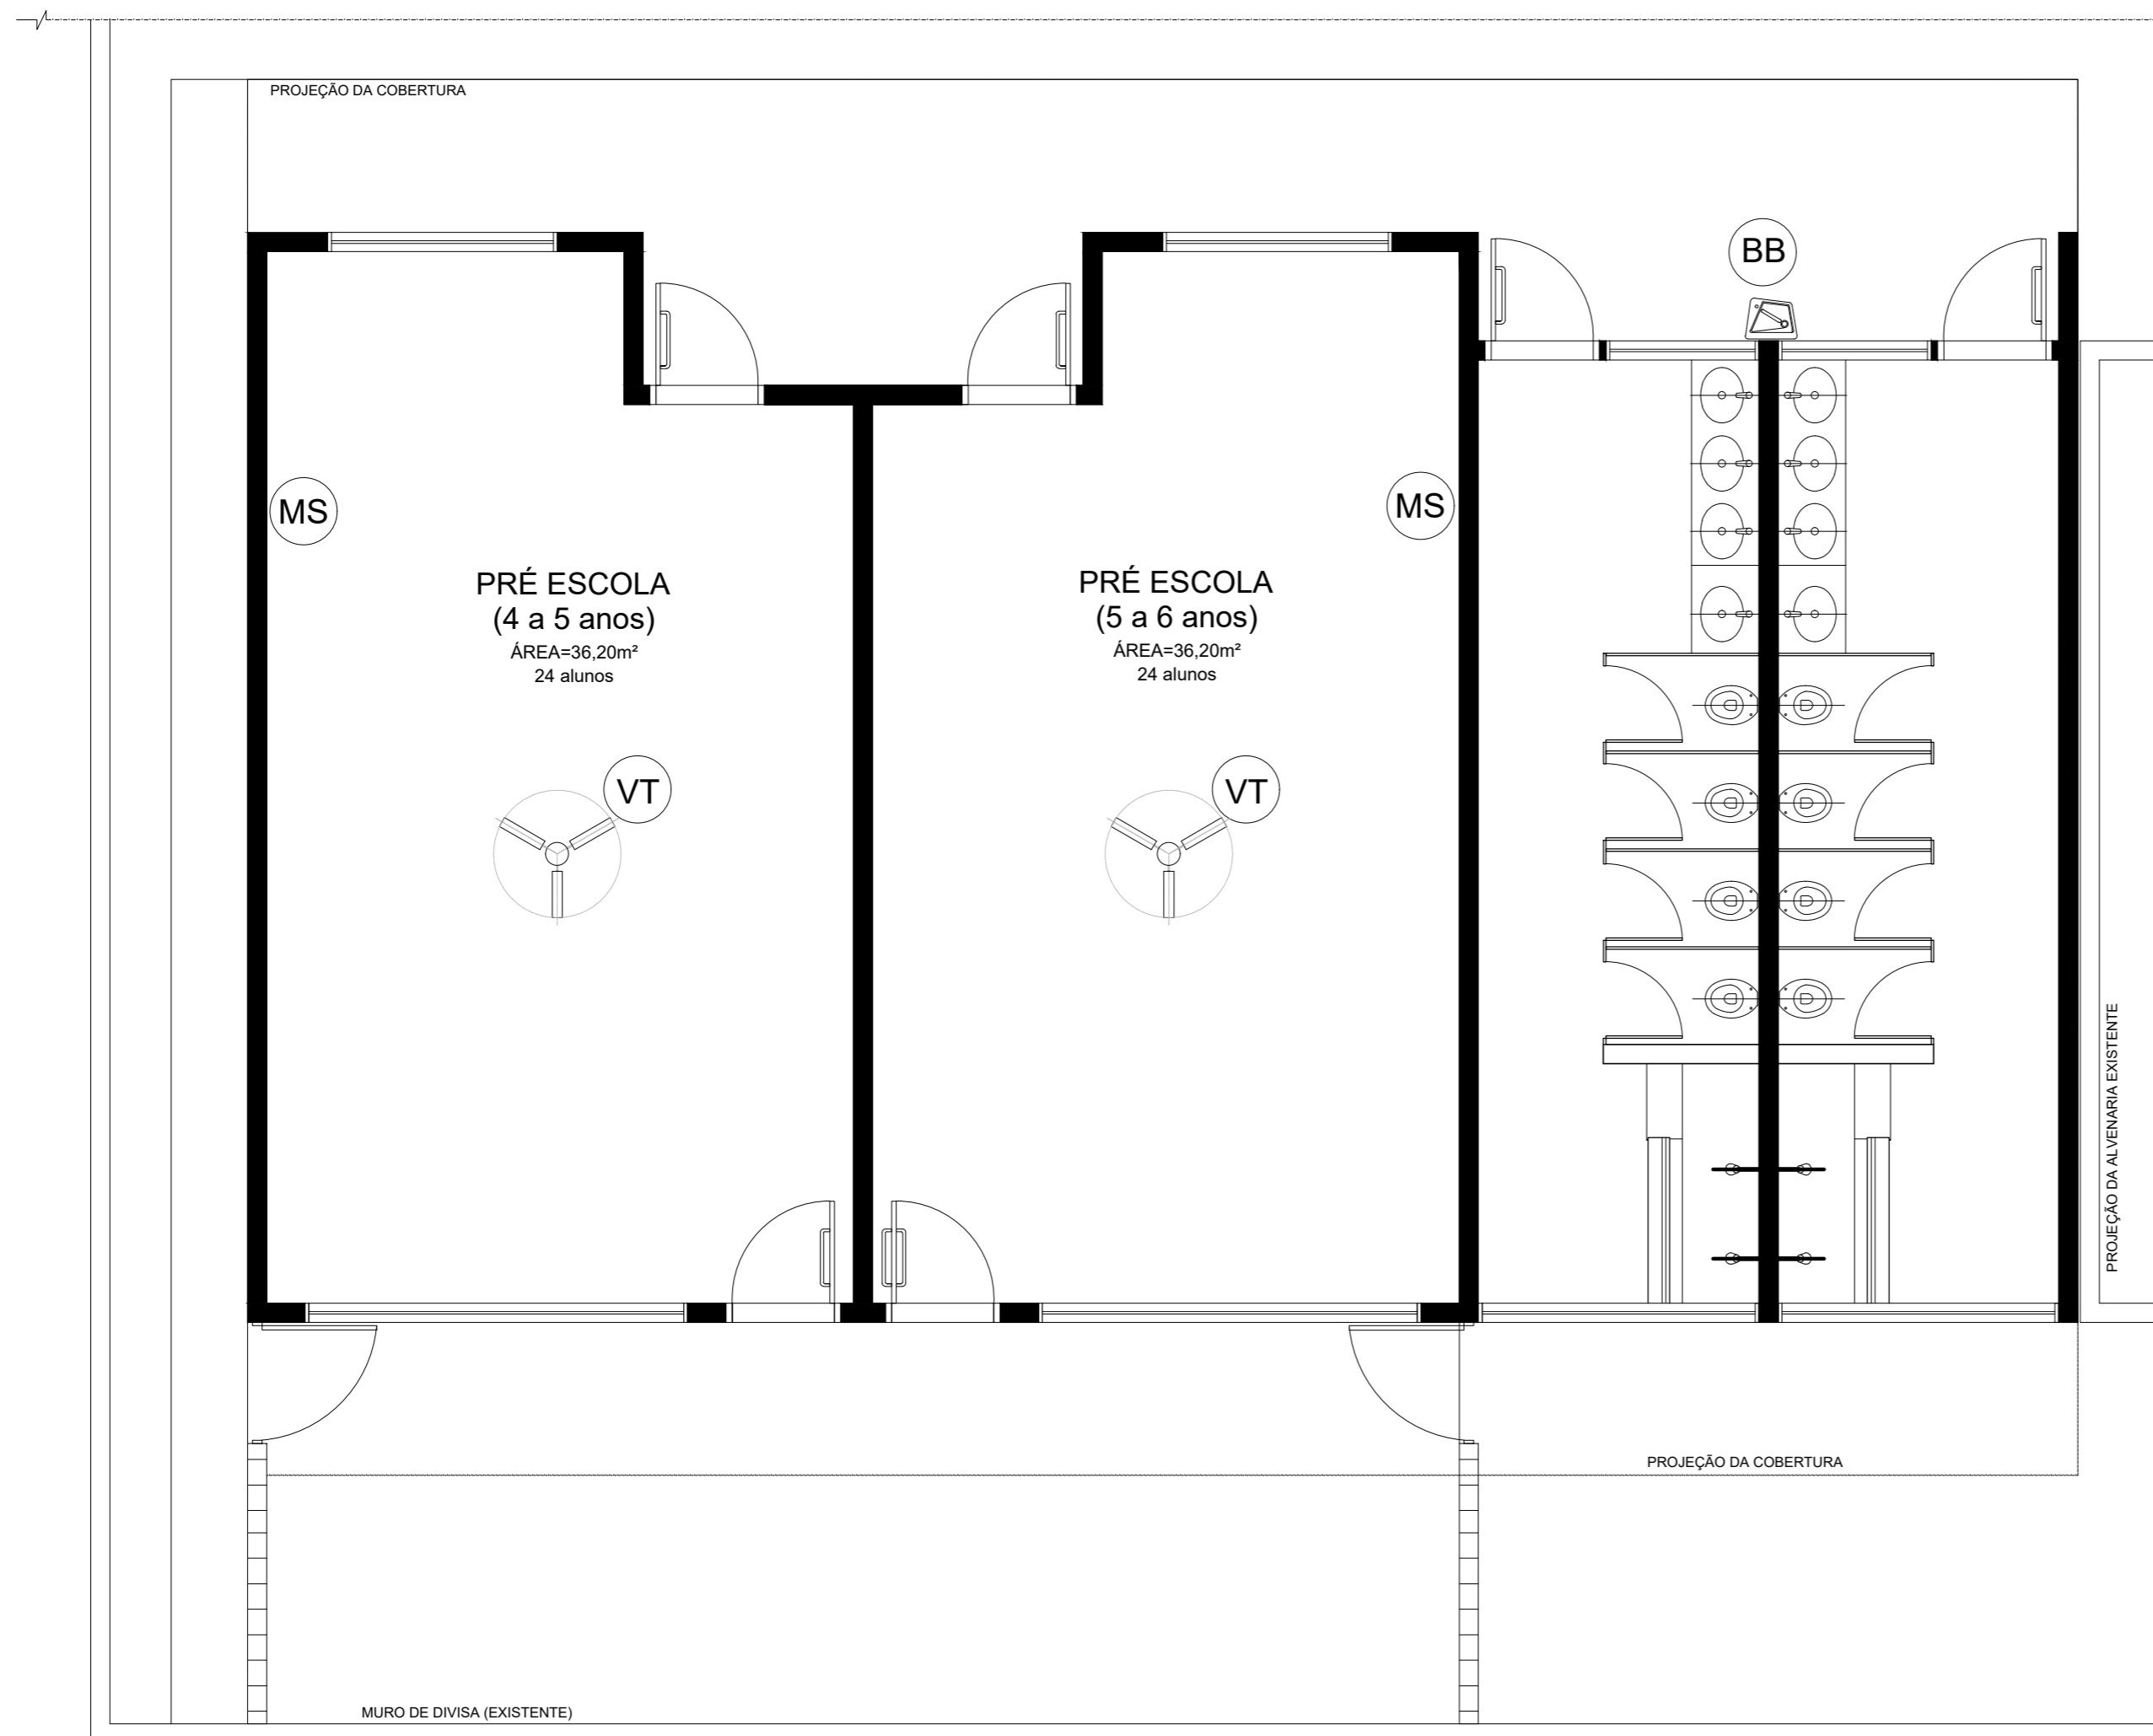 PROJEÇÃO DA COBERTURA
BB
MS
MS
PRÉ ESCOLA
(4 a 5 anos)
ÁREA=36,20m²
24 alunos
PRÉ ESCOLA
(5 a 6 anos)
ÁREA=36,20m²
24 alunos
VT
VT
PROJEÇÃO DA ALVENARIA EXISTENTE
PROJEÇÃO DA COBERTURA
MURO DE DIVISA (EXISTENTE)